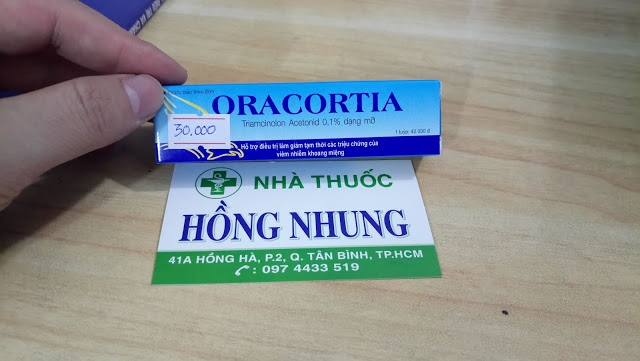 ORACORTIA
Triamcinolon Acetonid 0,1% dạng mỡ
30.000
Hỗ trợ điều trị làm giảm tạm thời các triệu chứng của
viêm nhiễm khoang miệng
NHÀ THUỐC
HỒNG NHUNG
41A HỒNG HÀ, P.2, Q. TÂN BÌNH, TP.HCM
: 097 4433 519